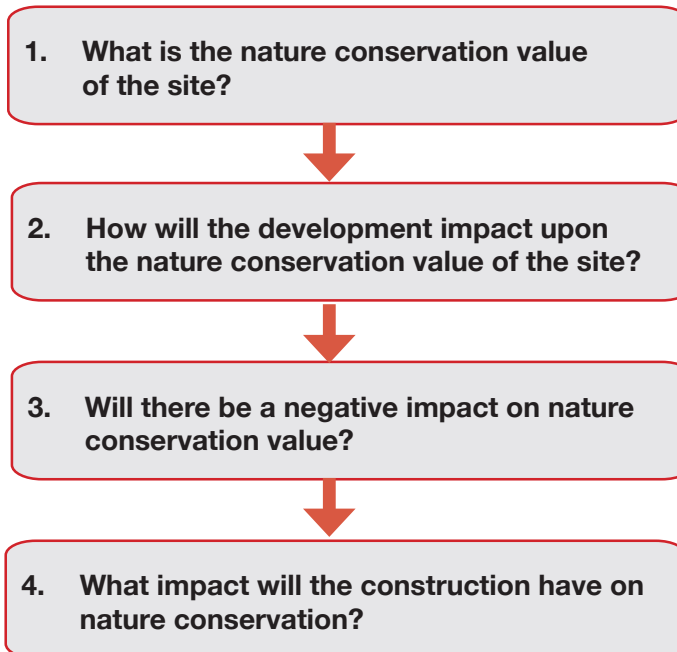 1. What is the nature conservation value
of the site?
2. How will the development impact upon
the nature conservation value of the site?
3. Will there be a negative impact on nature
conservation value?
4. What impact will the construction have on
nature conservation?